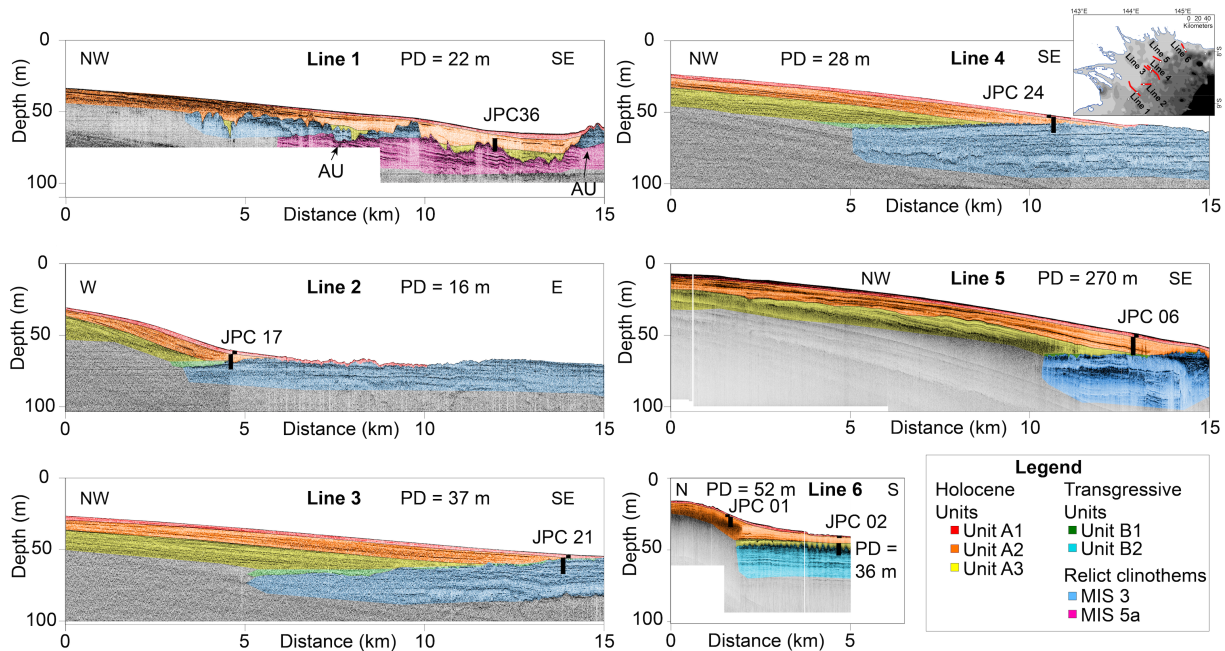 0
50
100
Depth (m)
NW
Line 1
PD = 22 m
SE
JPC36
AU
AU
0
5
10
15
Distance (km)
0
50
100
Depth (m)
NW
PD = 28 m
Line 4
SE
JPC 24
0
5
10
15
Distance (km)
143°E
144°E
145°E
0 20 40
Kilometers
8°S
9°S
Line 6
Line 5
Line 3
Line 4
Line 2
Line 1
0
50
100
Depth (m)
W
Line 2
PD = 16 m
E
JPC 17
0
5
10
15
Distance (km)
0
50
100
Depth (m)
NW
Line 5
PD = 270 m
SE
JPC 06
0
5
10
15
Distance (km)
0
50
100
Depth (m)
NW
Line 3
PD = 37 m
SE
JPC 21
0
5
10
15
Distance (km)
0
50
100
Depth (m)
N
PD = 52 m
Line 6
S
JPC 01
JPC 02
PD =
36 m
0
5
Distance (km)
Legend
Holocene
Units
Unit A1
Unit A2
Unit A3
Transgressive
Units
Unit B1
Unit B2
Relict clinothems
MIS 3
MIS 5a